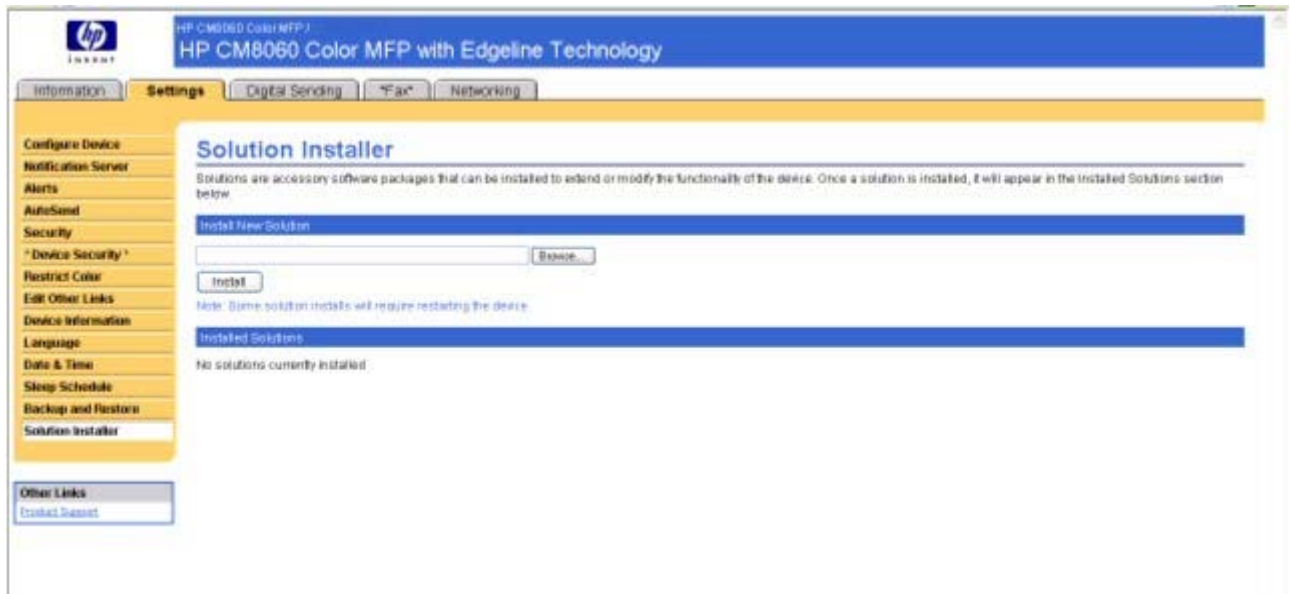 hp
invent
HP CM8060 Color MFP /
HP CM8060 Color MFP with Edgeline Technology
Information
Settings
Digital Sending
"Fax"
Networking
Configure Device
Notification Server
Alerts
AutoSend
Security
* Device Security *
Restrict Color
Edit Other Links
Device Information
Language
Date & Time
Sleep Schedule
Backup and Restore
Solution Installer
Other Links
Product Support
Solution Installer
Solutions are accessory software packages that can be installed to extend or modify the functionality of the device. Once a solution is installed, it will appear in the Installed Solutions section
below.
Install New Solution
Browse...
Install
Note: Some solution installs will require restarting the device.
Installed Solutions
No solutions currently installed